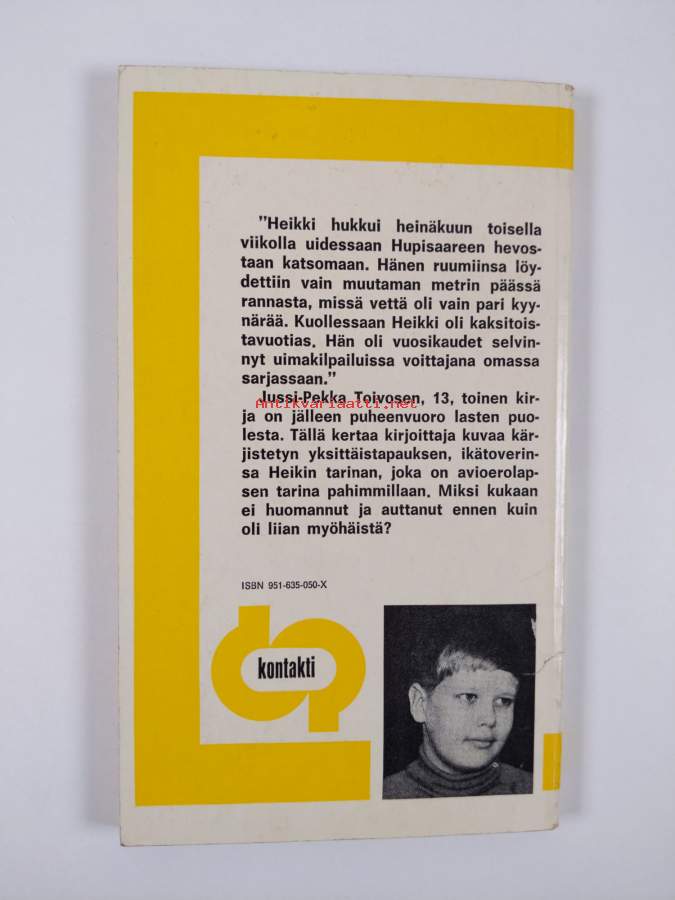 "Heikki hukkui heinäkuun toisella
viikolla uidessaan Hupisaareen hevos-
taan katsomaan. Hänen ruumiinsa löy-
dettiin vain muutaman metrin päässä
rannasta, missä vettä oli vain pari kyy-
närää. Kuollessaan Heikki oli kaksitois-
tavuotias. Hän oli vuosikaudet selvin-
nyt uimakilpailuissa voittajana omassa
sarjassaan."
Jussi-Pekka Toivosen, 13, toinen kir-
Antikvariaatti.net
ja on jälleen puheenvuoro lasten puo-
lesta. Tällä kertaa kirjoittaja kuvaa kär-
jistetyn yksittäistapauksen, ikätoverin-
sa Heikin tarinan, joka on avioerolap-
sen tarina pahimmillaan. Miksi kukaan
ei huomannut ja auttanut ennen kuin
oli liian myöhäistä?
ISBN 951-635-050-X
kontakti